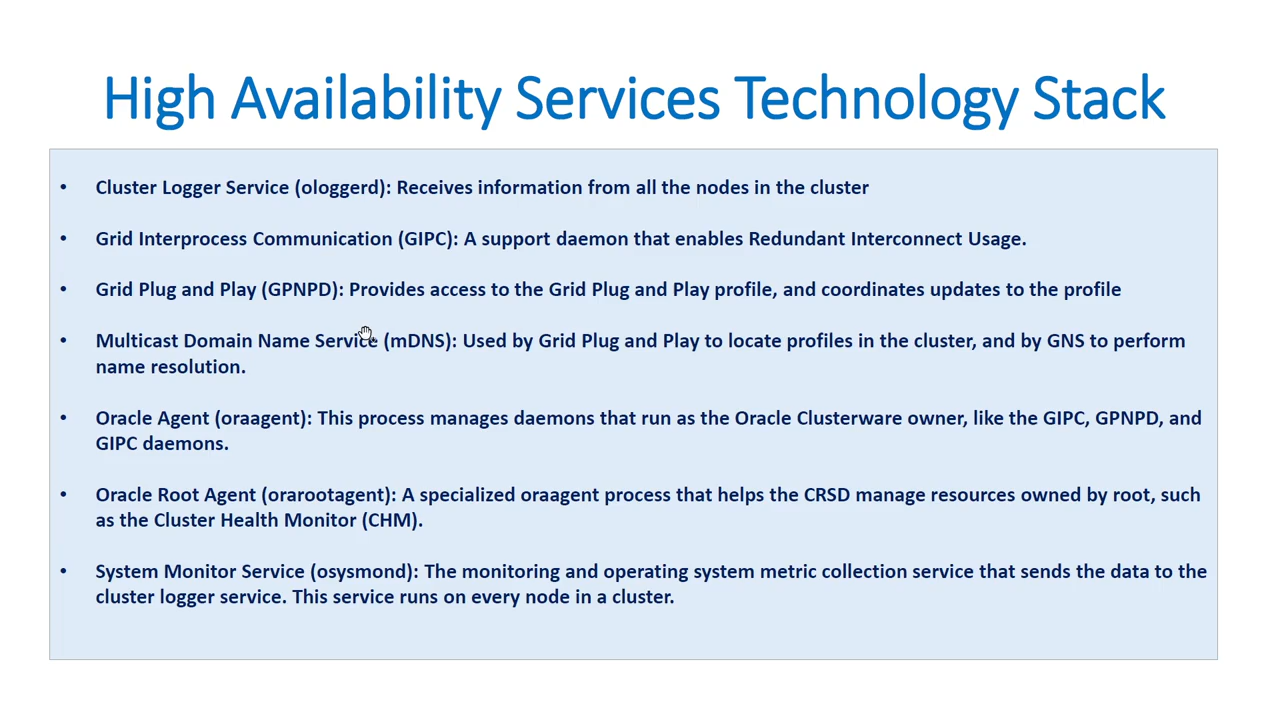 High Availability Services Technology Stack
• Cluster Logger Service (ologgerd): Receives information from all the nodes in the cluster
• Grid Interprocess Communication (GIPC): A support daemon that enables Redundant Interconnect Usage.
• Grid Plug and Play (GPNPD): Provides access to the Grid Plug and Play profile, and coordinates updates to the profile
• Multicast Domain Name Service (mDNS): Used by Grid Plug and Play to locate profiles in the cluster, and by GNS to perform
name resolution.
• Oracle Agent (oraagent): This process manages daemons that run as the Oracle Clusterware owner, like the GIPC, GPNPD, and
GIPC daemons.
• Oracle Root Agent (orarootagent): A specialized oraagent process that helps the CRSD manage resources owned by root, such
as the Cluster Health Monitor (CHM).
• System Monitor Service (osysmond): The monitoring and operating system metric collection service that sends the data to the
cluster logger service. This service runs on every node in a cluster.